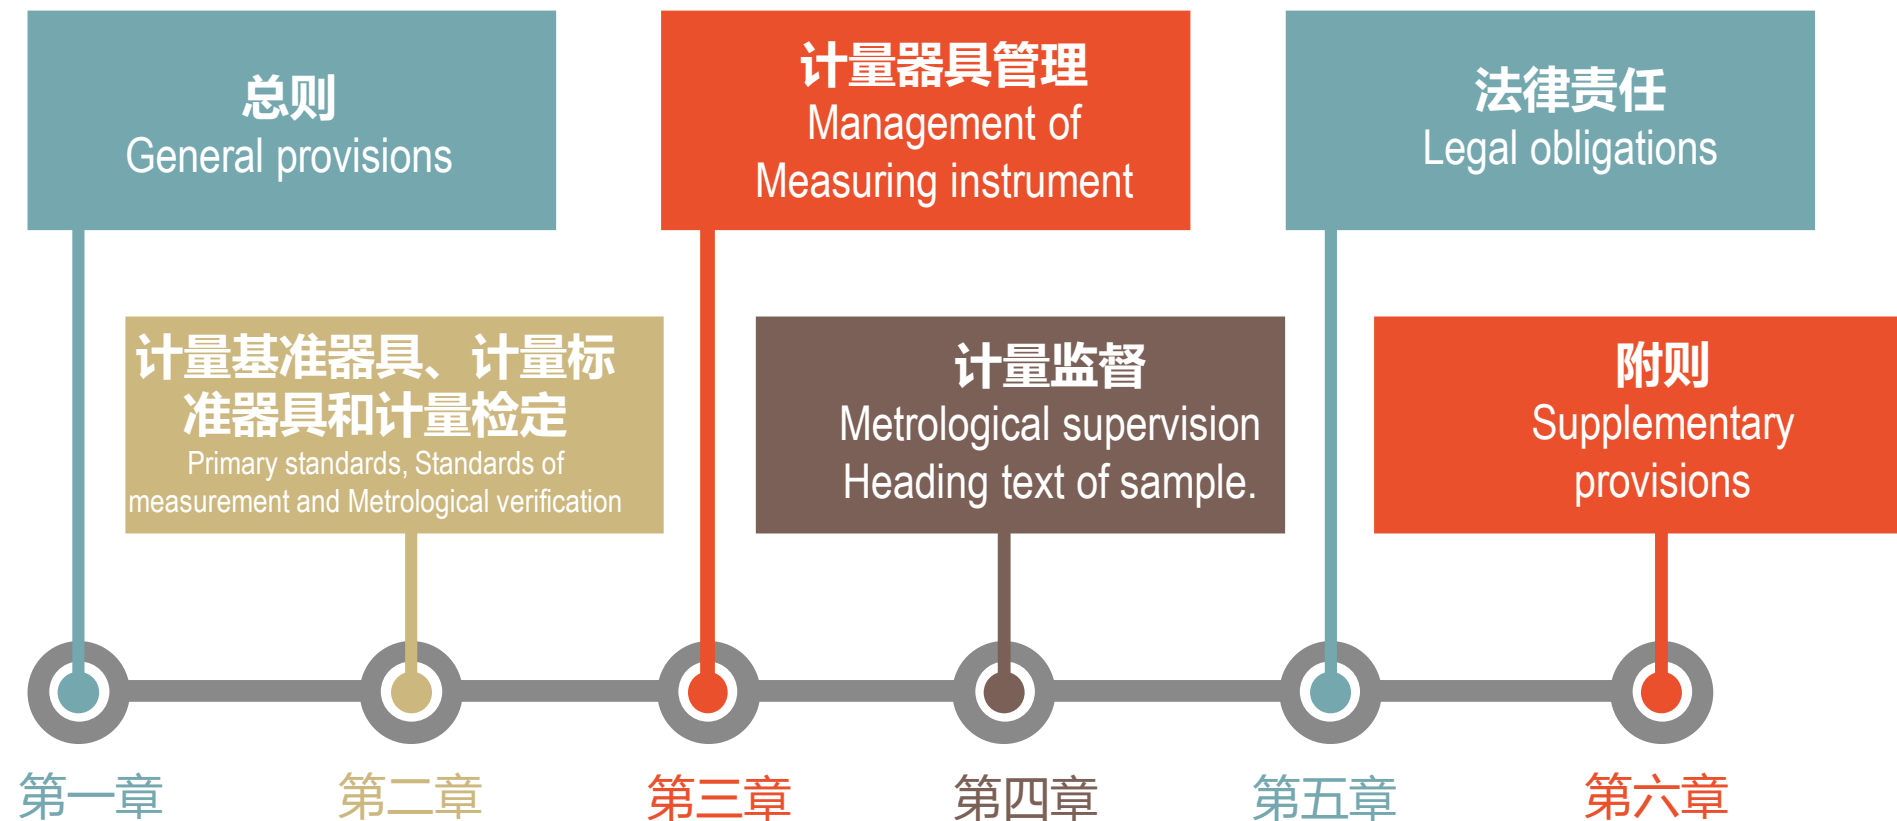 总则
General provisions
计量器具管理
Management of
Measuring instrument
法律责任
Legal obligations
计量基准器具、计量标
准器具和计量检定
Primary standards, Standards of
measurement and Metrological verification
计量监督
Metrological supervision
Heading text of sample.
附则
Supplementary
provisions
第一章
第二章
第三章
第四章
第五章
第六章